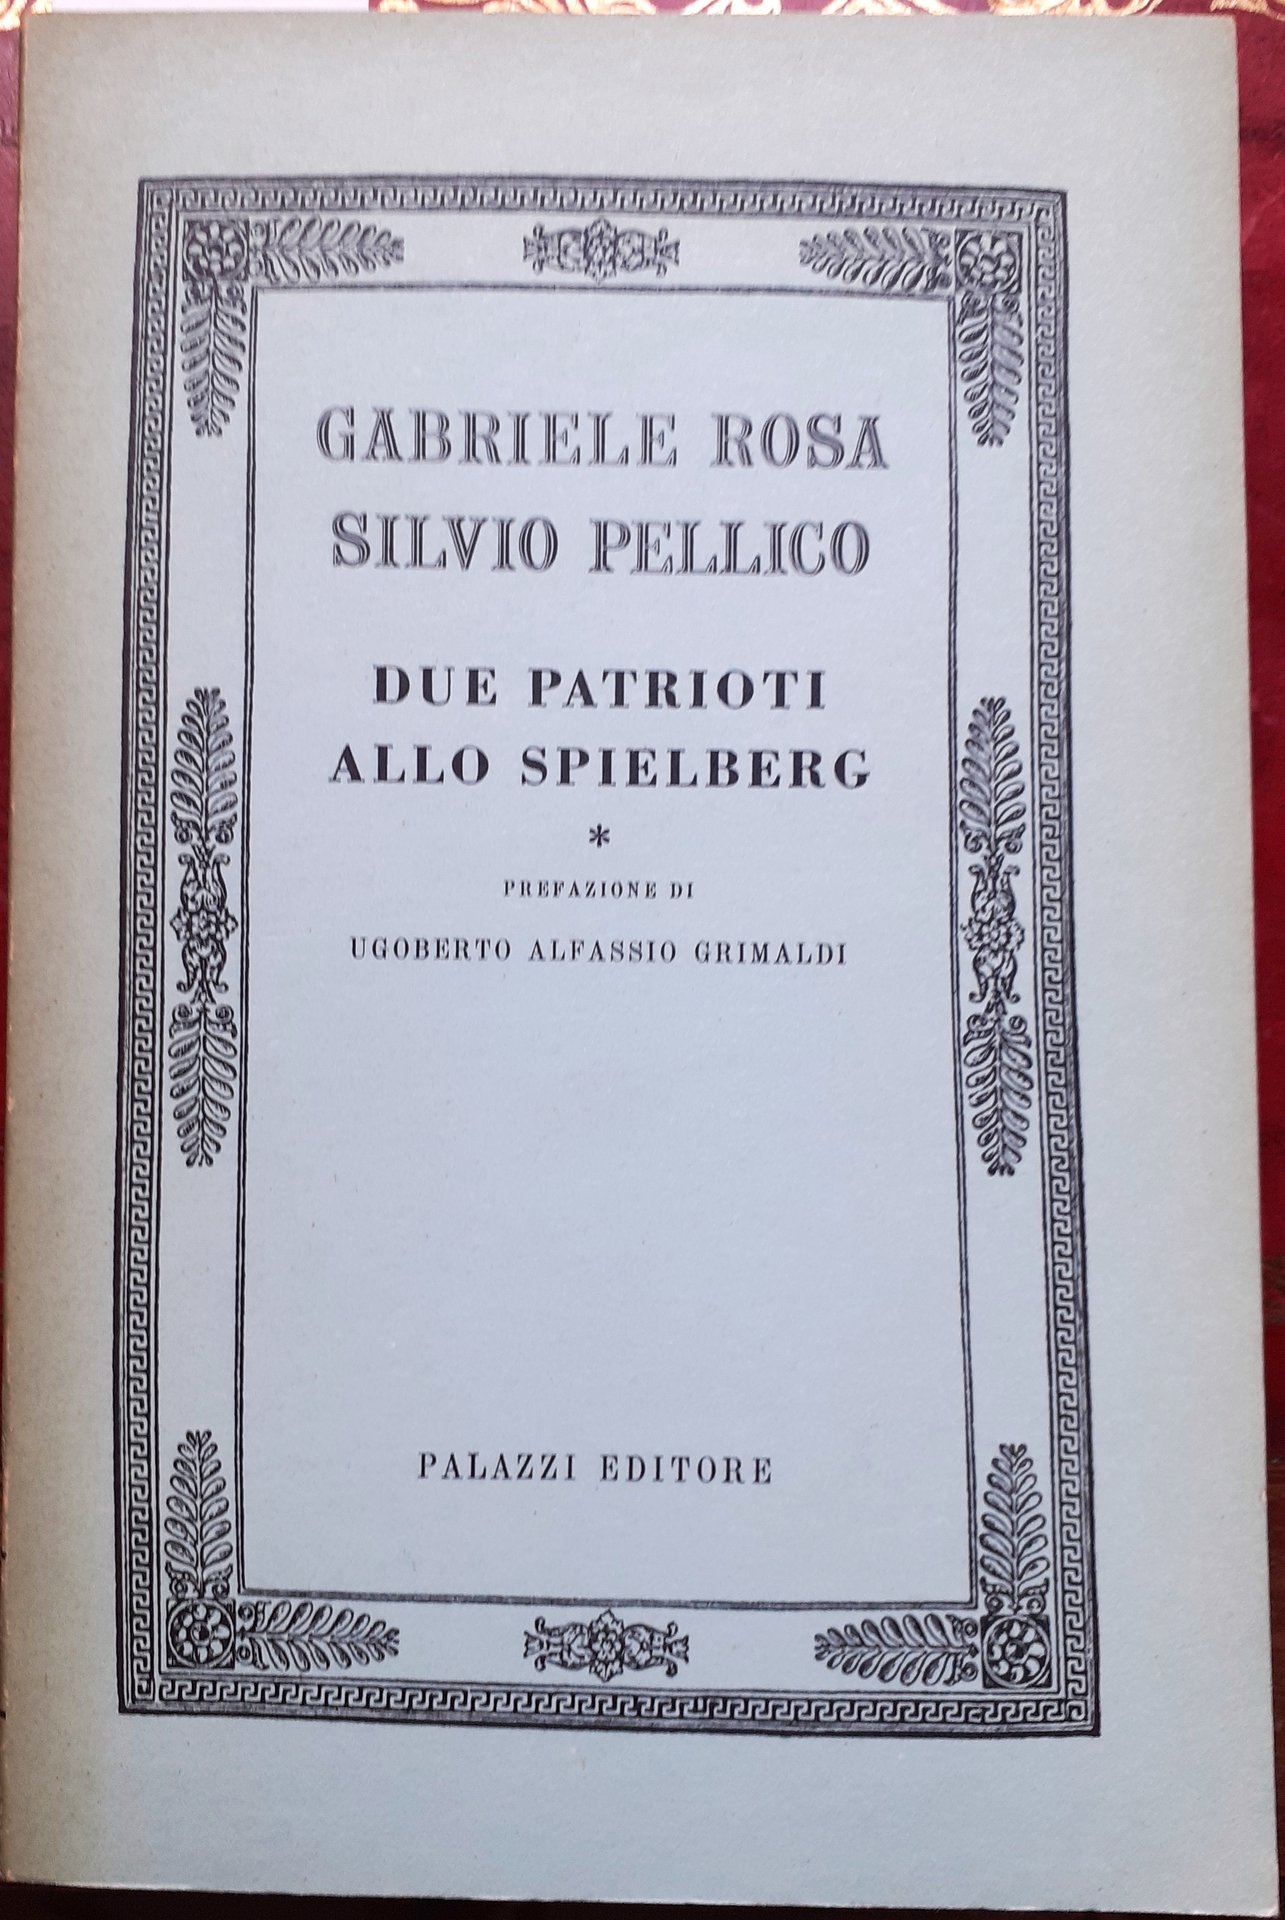 GABRIELE ROSA
SILVIO PELLICO
DUE PATRIOTI
ALLO SPIELBERG
*
PREFAZIONE DI
UGOBERTO ALFASSIO GRIMALDI
PALAZZI EDITORE